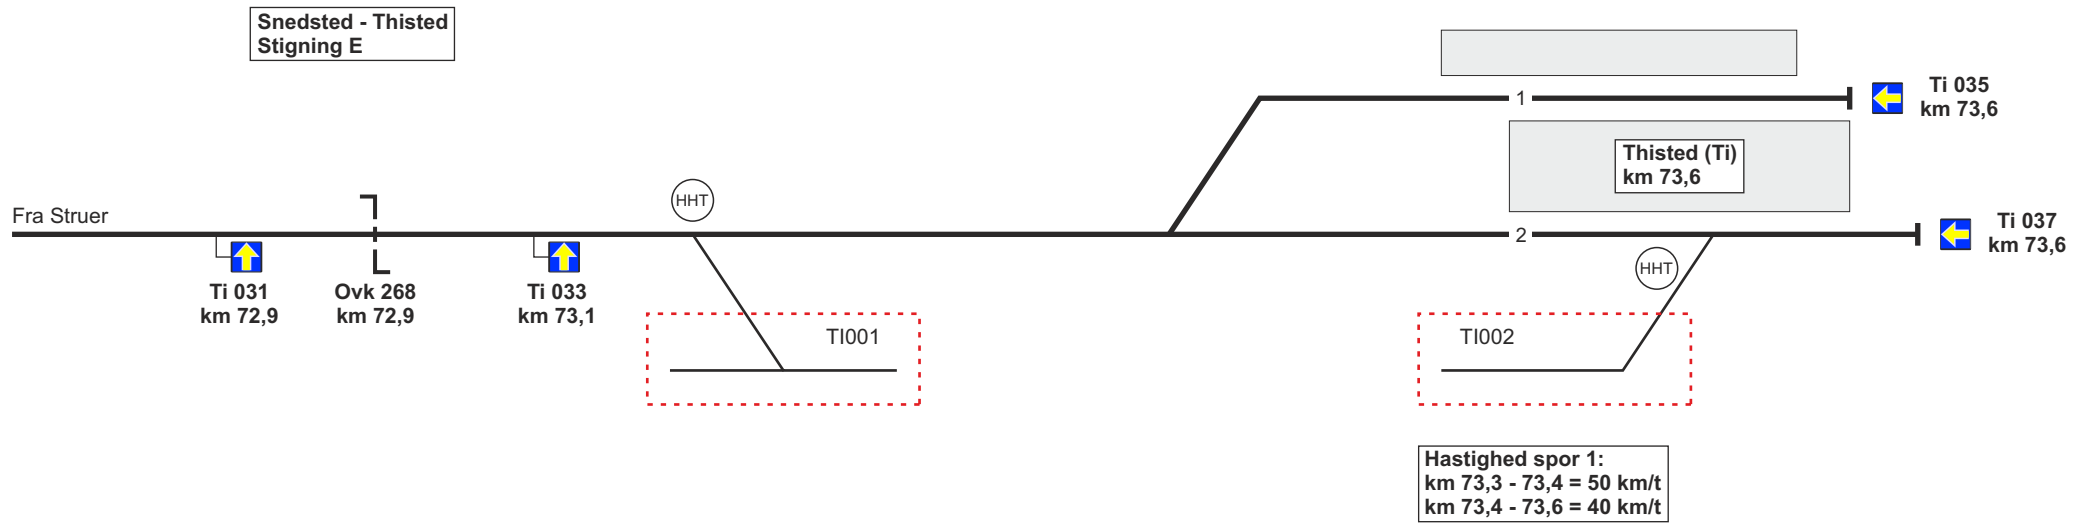 Snedsted - Thisted
Stigning E
Ti 035
km 73,6
1
Thisted (Ti)
km 73,6
HHT
Fra Struer
2
Ti 037
km 73,6
HHT
Ti 031
km 72,9
Ovk 268
km 72,9
Ti 033
km 73,1
TI001
TI002
Hastighed spor 1:
km 73,3 - 73,4 = 50 km/t
km 73,4 - 73,6 = 40 km/t